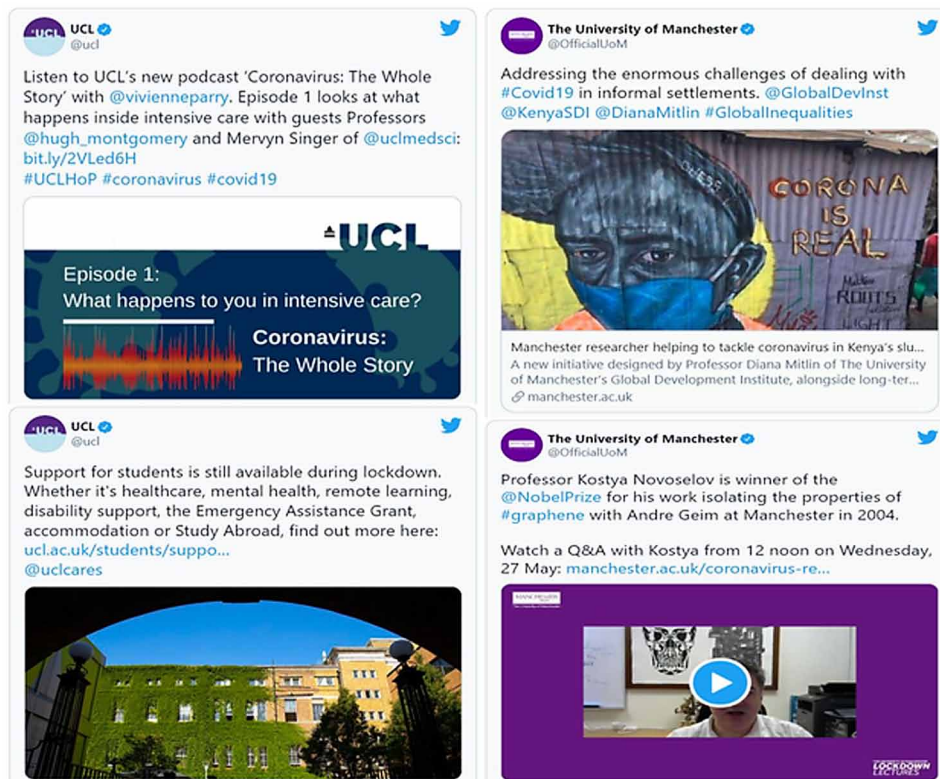 UCL
UCL
@ucl
Listen to UCL's new podcast 'Coronavirus: The Whole
Story' with @vivienneparry. Episode 1 looks at what
happens inside intensive care with guests Professors
@hugh_montgomery and Mervyn Singer of @uclmedsci:
bit.ly/2VLed6H
#UCLHoP #coronavirus #covid19
UCL
Episode 1:
What happens to you in intensive care?
Coronavirus:
The Whole Story
The University of Manchester
@OfficialUoM
Addressing the enormous challenges of dealing with
#Covid19 in informal settlements. @GlobalDevInst
@KenyaSDI @DianaMitlin #GlobalInequalities
CORONA
IS
REAL
ROOTS
LIGHT
Manchester researcher helping to tackle coronavirus in Kenya's slu...
A new initiative designed by Professor Diana Mitlin of The University
of Manchester's Global Development Institute, alongside long-ter...
manchester.ac.uk
UCL
UCL
@ucl
Support for students is still available during lockdown.
Whether it's healthcare, mental health, remote learning,
disability support, the Emergency Assistance Grant,
accommodation or Study Abroad, find out more here:
ucl.ac.uk/students/suppo...
@uclcares
The University of Manchester
@OfficialUoM
Professor Kostya Novoselov is winner of the
@NobelPrize for his work isolating the properties of
#graphene with Andre Geim at Manchester in 2004.
Watch a Q&A with Kostya from 12 noon on Wednesday,
27 May: manchester.ac.uk/coronavirus-re...
MANCHESTER
LOCKDOWN
LECTURES